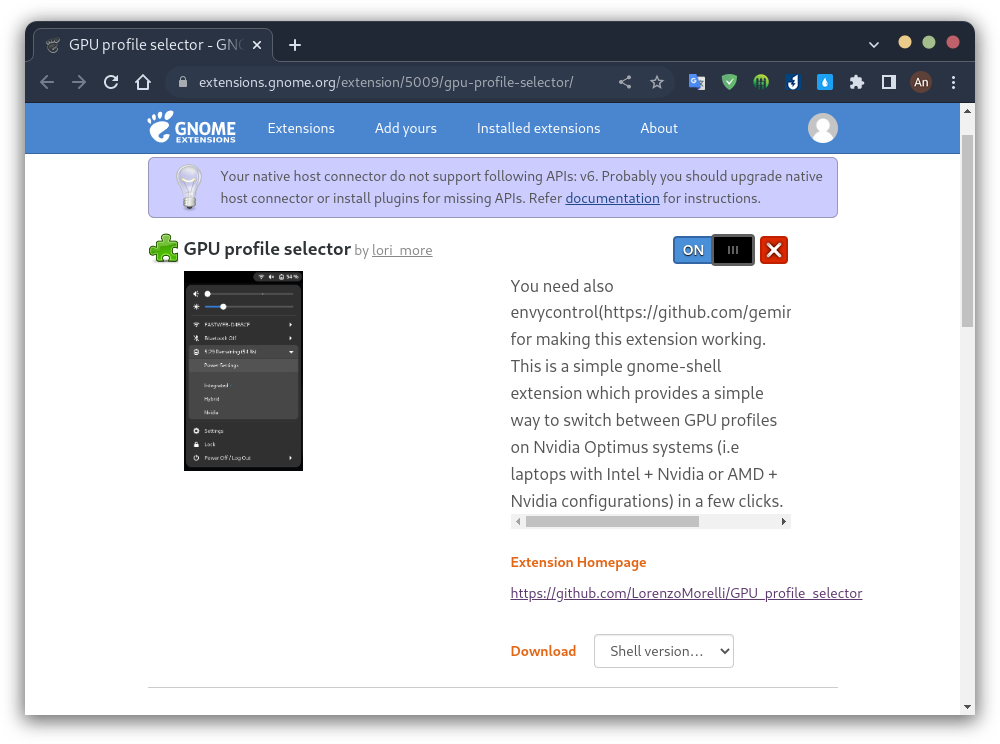 GPU profile selector - GN
extensions.gnome.org/extension/5009/gpu-profile-selector/
An
GNOME
EXTENSIONS
Extensions
Add yours
Installed extensions
About
Your native host connector do not support following APIs: v6. Probably you should upgrade native
host connector or install plugins for missing APIs. Refer documentation for instructions.
GPU profile selector by lori_more
ON
54 %
FASTWEB-D4B5CF
Bluetooth Off
Power Settings
Integrated
Hybrid
Nvidia
Settings
Lock
Power Off / Log Out
You need also
envycontrol(https://github.com/gemir
for making this extension working.
This is a simple gnome-shell
extension which provides a simple
way to switch between GPU profiles
on Nvidia Optimus systems (i.e
laptops with Intel + Nvidia or AMD +
Nvidia configurations) in a few clicks.
Extension Homepage
https://github.com/LorenzoMorelli/GPU_profile_selector
Download
Shell version...